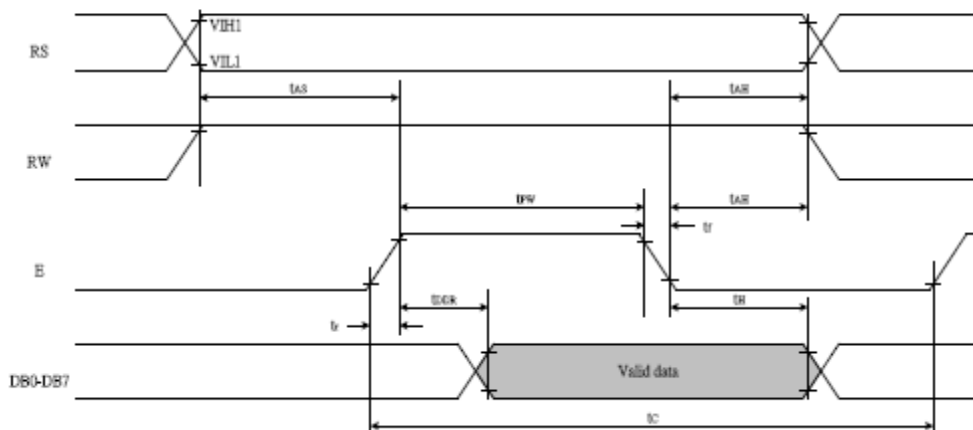 RS
VIH1
VIL1
tAS
tAH
RW
tPW
tAH
tf
E
tDDR
tH
tr
DB0-DB7
Valid data
tC